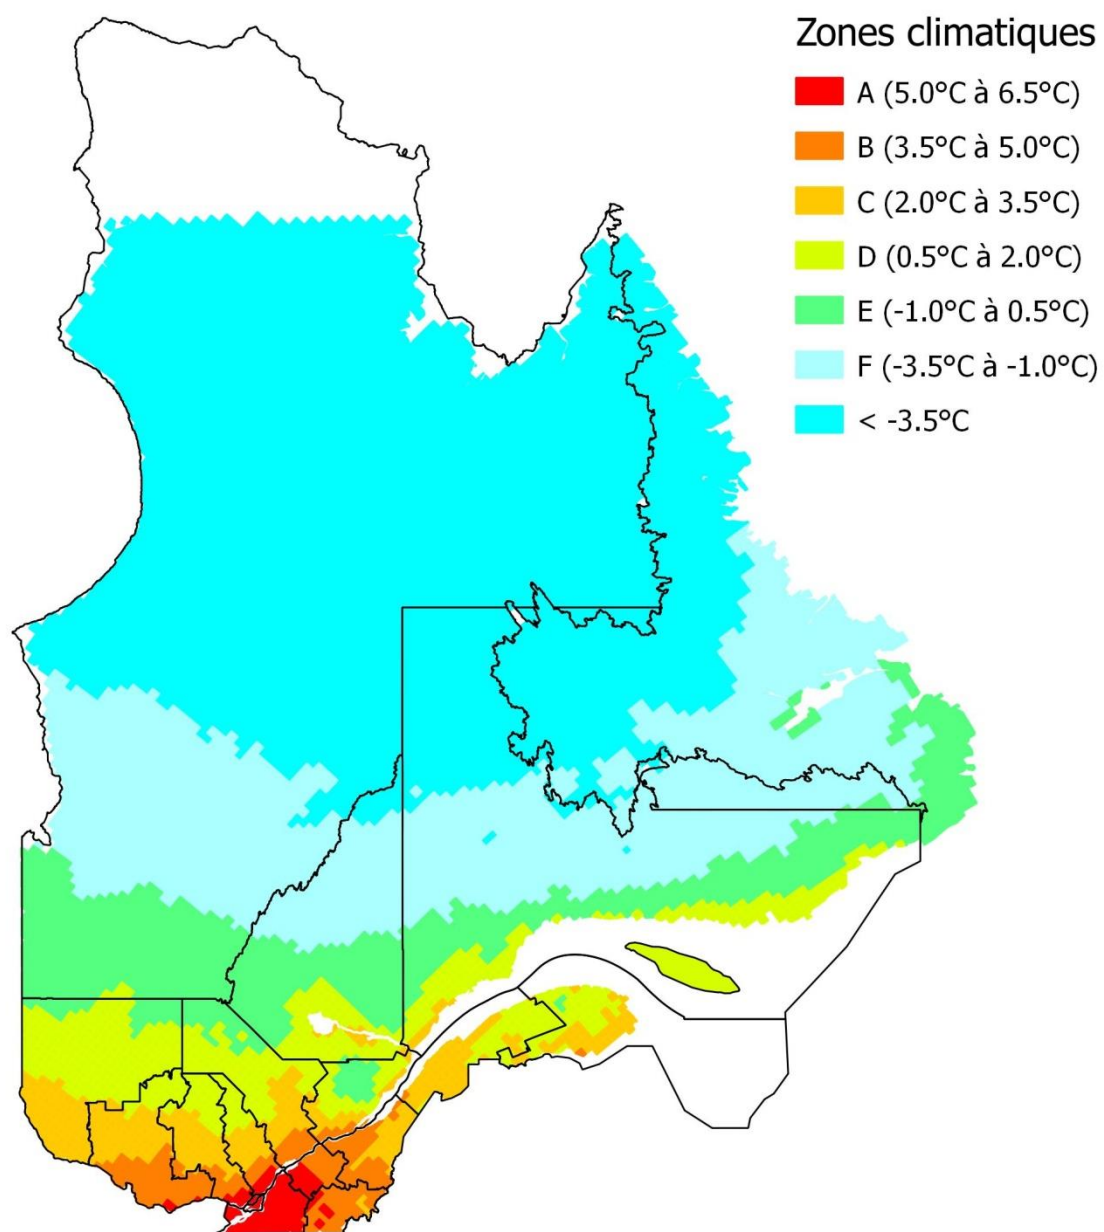 Zones climatiques
A (5.0°C à 6.5°C)
B (3.5°C à 5.0°C)
C (2.0°C à 3.5°C)
D (0.5°C à 2.0°C)
E (-1.0°C à 0.5°C)
F (-3.5°C à -1.0°C)
< -3.5°C